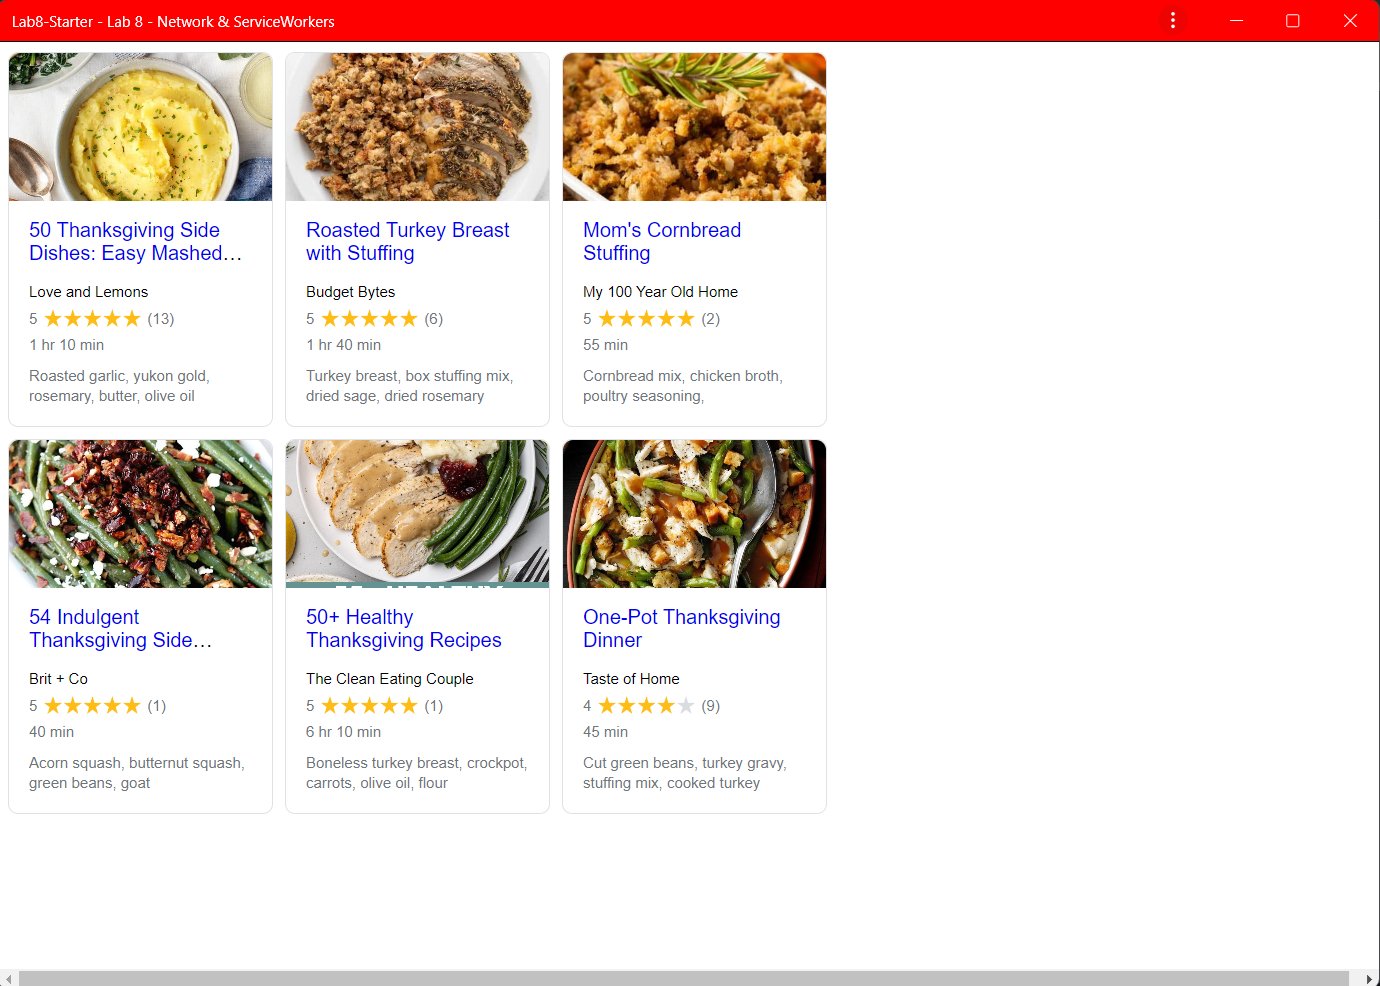 Lab8-Starter - Lab 8 - Network & ServiceWorkers
50 Thanksgiving Side
Dishes: Easy Mashed…
Love and Lemons
5 ★★★★★ (13)
1 hr 10 min
Roasted garlic, yukon gold,
rosemary, butter, olive oil
Roasted Turkey Breast
with Stuffing
Budget Bytes
5 ★★★★★ (6)
1 hr 40 min
Turkey breast, box stuffing mix,
dried sage, dried rosemary
Mom's Cornbread
Stuffing
My 100 Year Old Home
5 ★★★★★ (2)
55 min
Cornbread mix, chicken broth,
poultry seasoning,
54 Indulgent
Thanksgiving Side…
Brit + Co
5 ★★★★★ (1)
40 min
Acorn squash, butternut squash,
green beans, goat
50+ Healthy
Thanksgiving Recipes
The Clean Eating Couple
5 ★★★★★ (1)
6 hr 10 min
Boneless turkey breast, crockpot,
carrots, olive oil, flour
One-Pot Thanksgiving
Dinner
Taste of Home
4 ★★★★★ (9)
45 min
Cut green beans, turkey gravy,
stuffing mix, cooked turkey